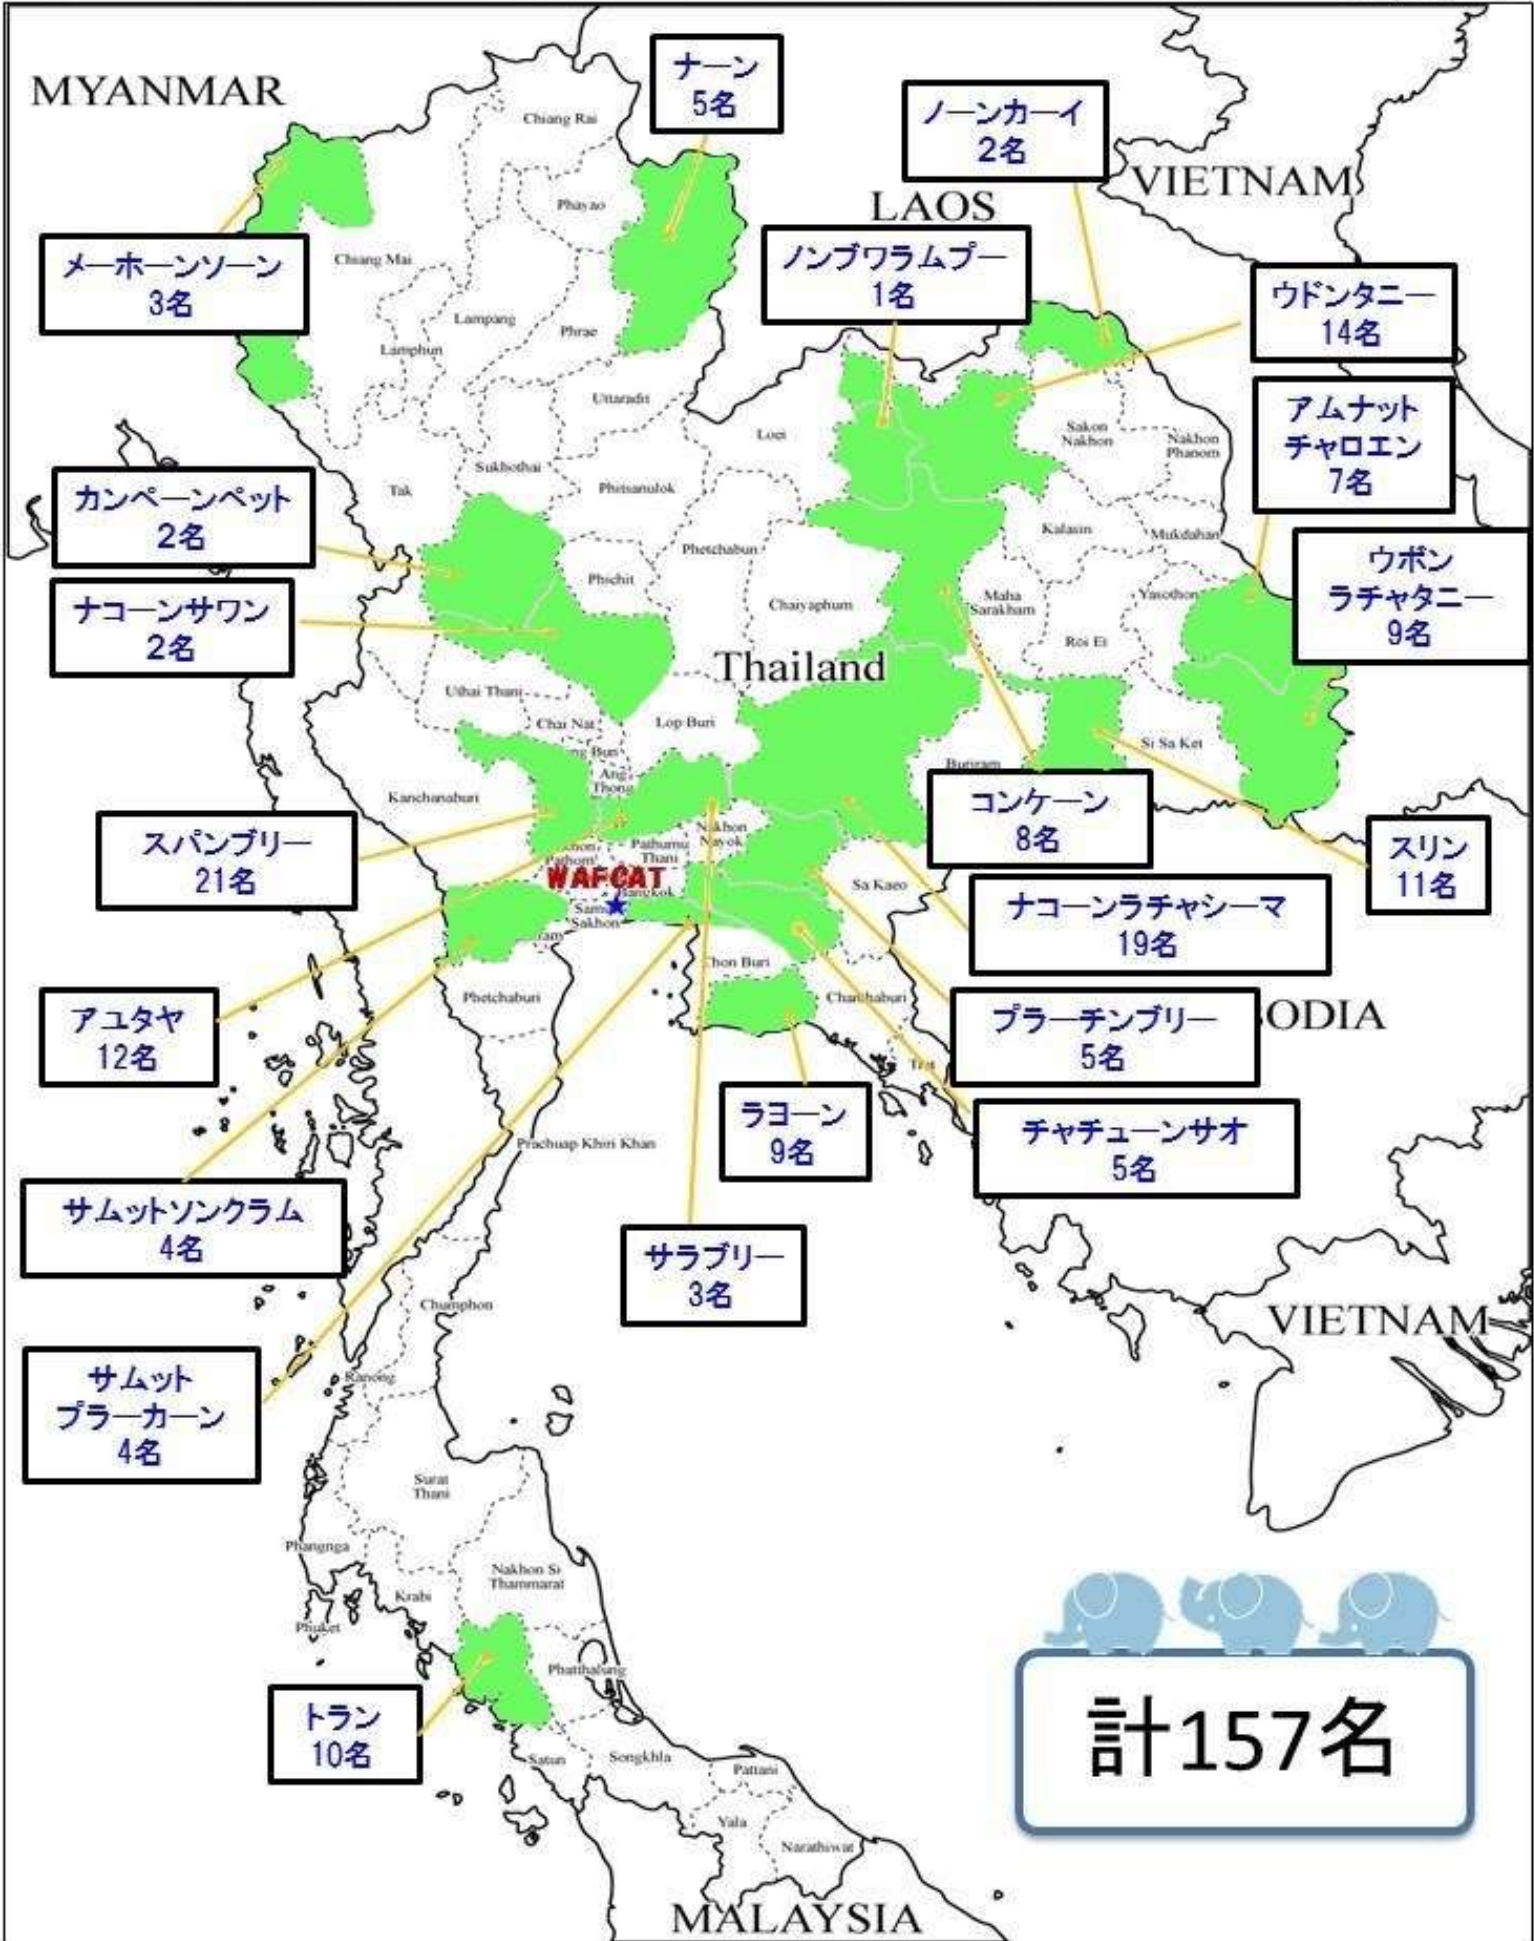 MYANMAR
ナーン
5名
ノーンカーイ
2名
VIETNAM
LAOS
メーホーンソーン
3名
ノンブワラムプー
1名
ウドンタニー
14名
アムナット
チャロエン
7名
カンペーンペット
2名
ナコーンサワン
2名
ウボン
ラチャタニー
9名
Chiang Rai
Phayao
Chiang Mai
Lampang
Phrae
Lamphun
Uttaradit
Loei
Sakon
Nakhon
Nakhon
Phanom
Sukhothai
Tak
Phitsanulok
Phetchabun
Kalasin
Mukdahan
Phichit
Chaiyaphum
Maha
Sarakham
Yasothon
Roi Et
Thailand
Uthai Thani
Chai Nat
Lop Buri
Si Sa Ket
Buriram
ng Buri
Ang
Thong
Kanchanaburi
スパンブリー
21名
コンケーン
8名
スリン
11名
Nakhon
Nayok
Pathumu
Thani
Pathom
WAFCAT
Bangkok
Sa Kaeo
Samut
Sakhon
ram
ナコーンラチャシーマ
19名
Chon Buri
Phetchaburi
Chanthaburi
アユタヤ
12名
プラーチンブリー
5名
ODIA
Trat
ラヨーン
9名
チャチューンサオ
5名
Prachuap Khiri Khan
サムットソンクラム
4名
サラブリー
3名
Chumphon
VIETNAM
サムット
プラーカーン
4名
Ranong
Surat
Thani
Phangnga
Nakhon Si
Thammarat
Krabi
Phuket
Phatthalung
トラン
10名
Satun
Songkhla
Pattani
Yala
Narathiwat
計157名
MALAYSIA